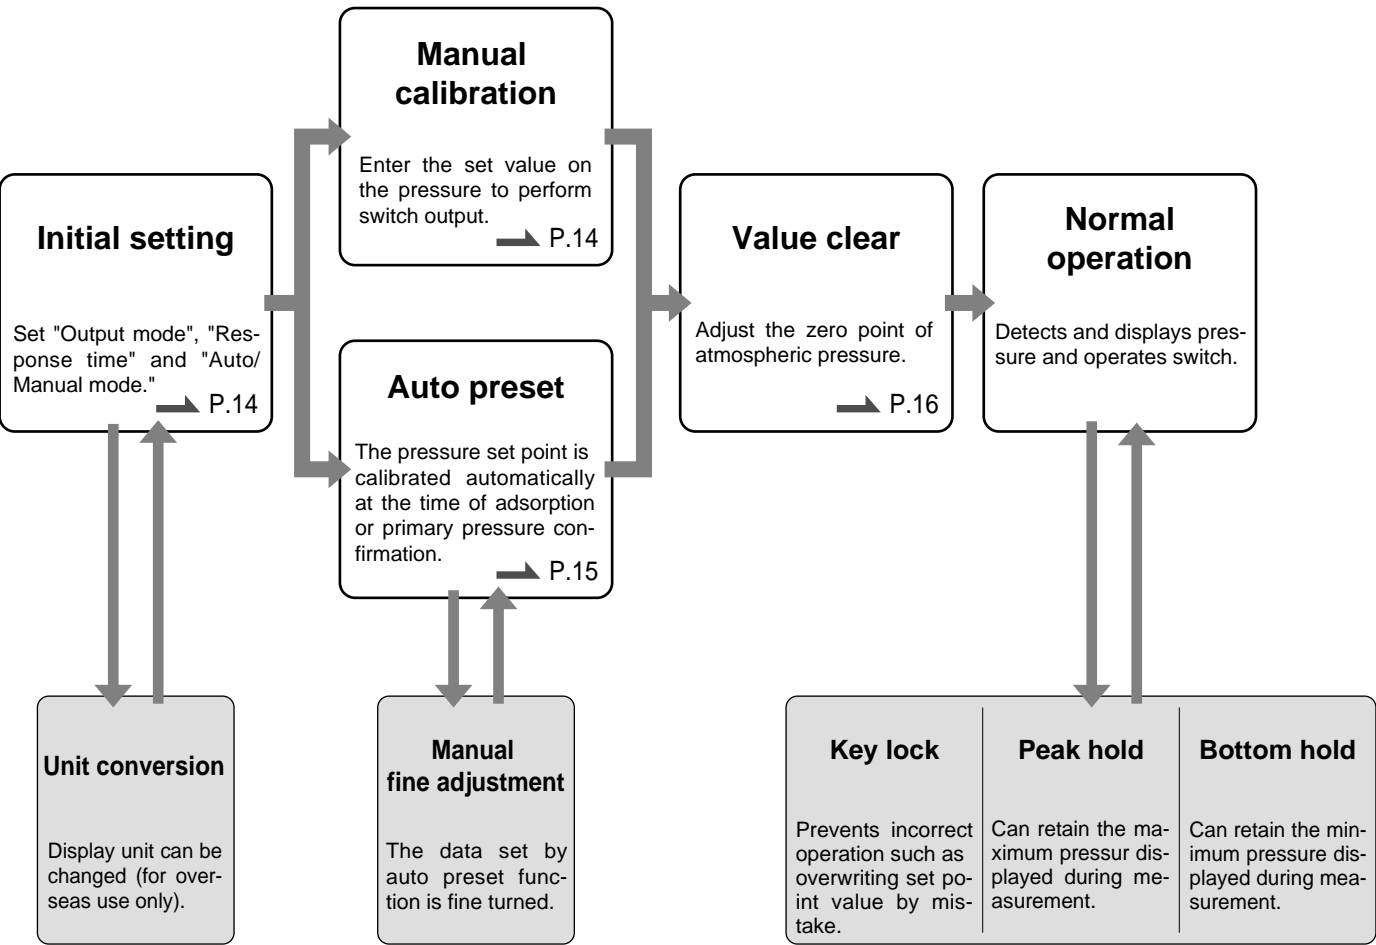 Manual
calibration
Enter the set value on
the pressure to perform
switch output.
P.14
Initial setting
Set "Output mode", "Res-
ponse time" and "Auto/
Manual mode."
P.14
Auto preset
The pressure set point is
calibrated automatically
at the time of adsorption
or primary pressure con-
firmation.
P.15
Value clear
Adjust the zero point of
atmospheric pressure.
P.16
Normal
operation
Detects and displays pres-
sure and operates switch.
Unit conversion
Display unit can be
changed (for over-
seas use only).
Manual
fine adjustment
The data set by
auto preset func-
tion is fine turned.
Key lock
Prevents incorrect
operation such as
overwriting set po-
int value by mis-
take.
Peak hold
Can retain the ma-
ximum pressur dis-
played during me-
asurement.
Bottom hold
Can retain the min-
imum pressure dis-
played during mea-
surement.